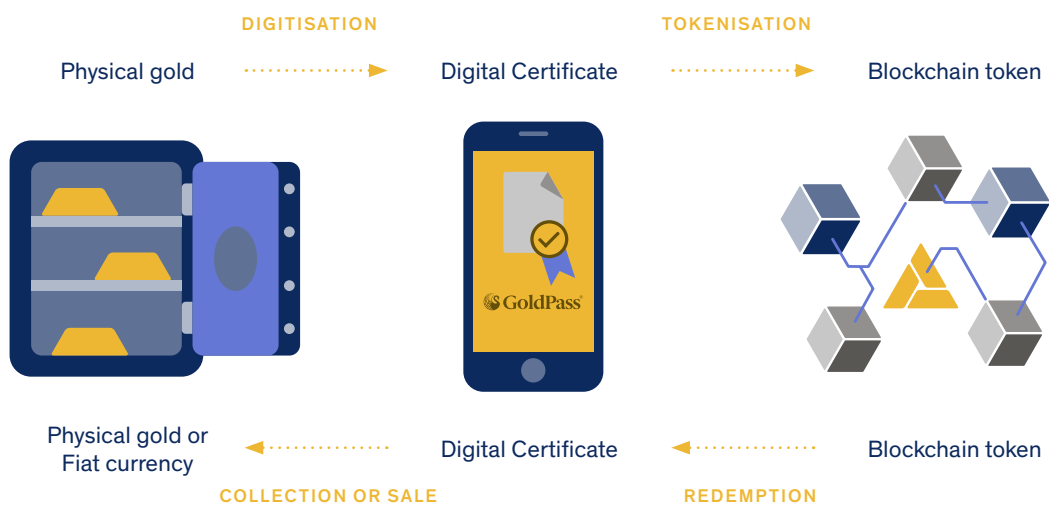 DIGITISATION
TOKENISATION
Physical gold
Digital Certificate
Blockchain token
GoldPass®
Physical gold or
Fiat currency
Digital Certificate
Blockchain token
COLLECTION OR SALE
REDEMPTION